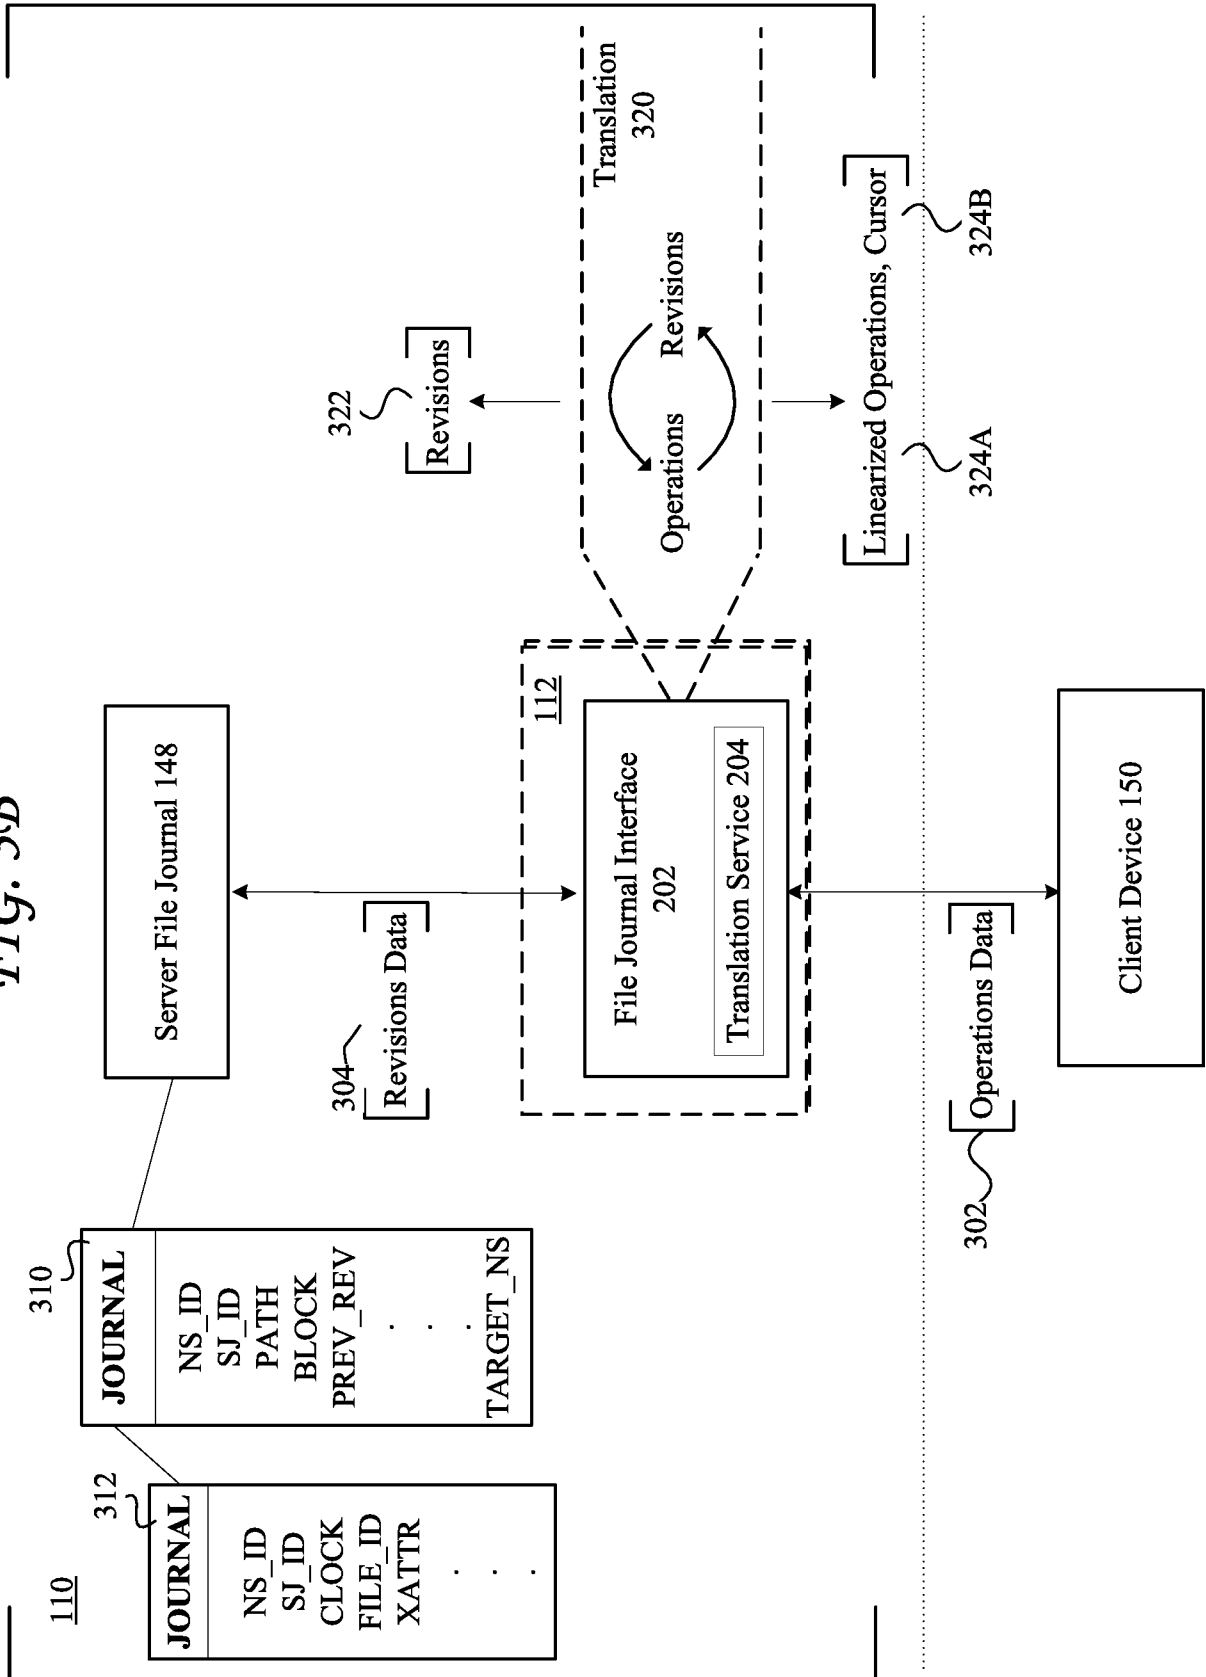 FIG. 3B
110
312
JOURNAL
NS_ID
SJ_ID
CLOCK
FILE_ID
XATTR
.
.
.
310
JOURNAL
NS_ID
SJ_ID
PATH
BLOCK
PREV_REV
.
.
.
TARGET_NS
Server File Journal 148
304
Revisions Data
322
Revisions
112
File Journal Interface
202
Translation Service 204
Translation
320
Operations
Revisions
Linearized Operations, Cursor
324A
324B
302
Operations Data
Client Device 150